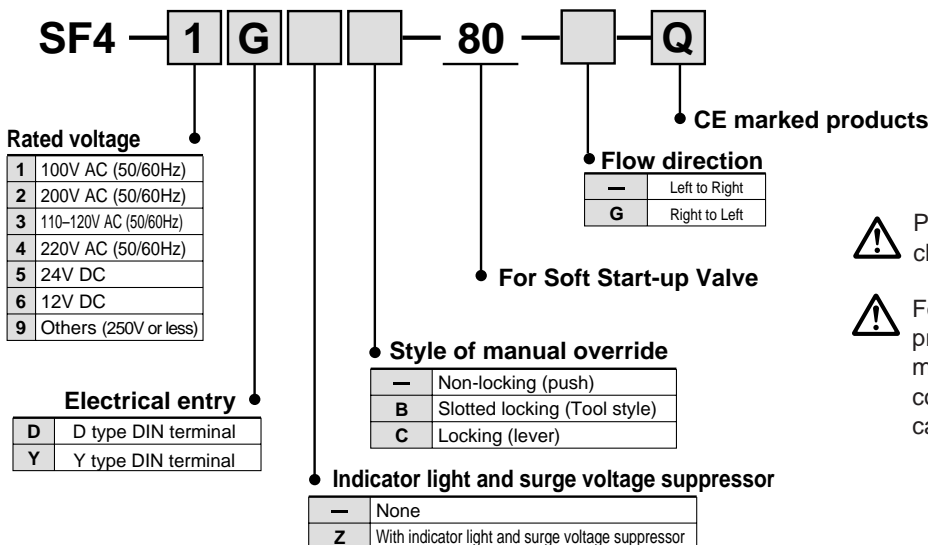 SF4 — 1 G — 80 — — Q
CE marked products
Rated voltage
1 100V AC (50/60Hz)
2 200V AC (50/60Hz)
3 110–120V AC (50/60Hz)
4 220V AC (50/60Hz)
5 24V DC
6 12V DC
9 Others (250V or less)
Flow direction
— Left to Right
G Right to Left
For Soft Start-up Valve
Style of manual override
— Non-locking (push)
B Slotted locking (Tool style)
C Locking (lever)
Electrical entry
D D type DIN terminal
Y Y type DIN terminal
Indicator light and surge voltage suppressor
— None
Z With indicator light and surge voltage suppressor